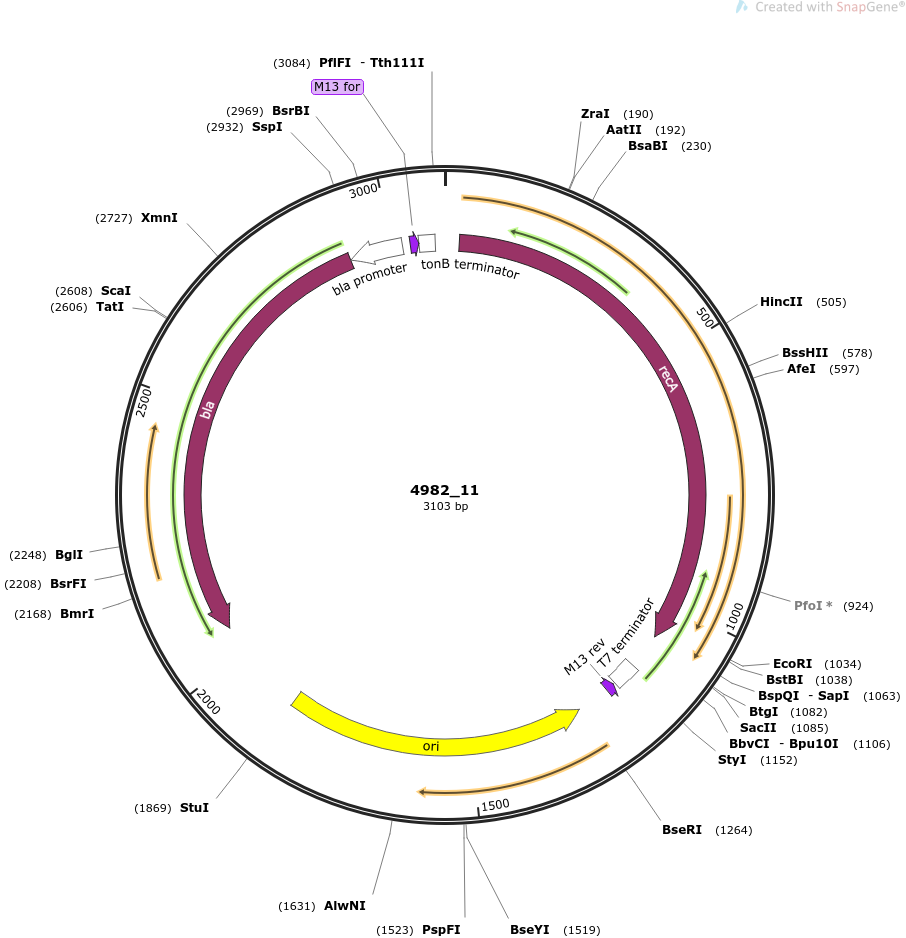 Created with SnapGene®
(3084) PflFI - Tth111I
M13 for
(2969) BsrBI
(2932) SspI
ZraI (190)
AatII (192)
BsaBI (230)
3000
(2727) XmnI
bla promoter
tonB terminator
(2608) ScaI
(2606) TatI
HincII (505)
500
BssHII (578)
AfeI (597)
recA
2500
bla
4982_11
3103 bp
(2248) BglI
(2208) BsrFI
(2168) BmrI
PfoI * (924)
1000
T7 terminator
M13 rev
EcoRI (1034)
BstBI (1038)
BspQI - SapI (1063)
BtgI (1082)
SacII (1085)
BbvCI - Bpu10I (1106)
StyI (1152)
2000
ori
(1869) StuI
1500
BseRI (1264)
(1631) AlwNI
(1523) PspFI
BseYI (1519)